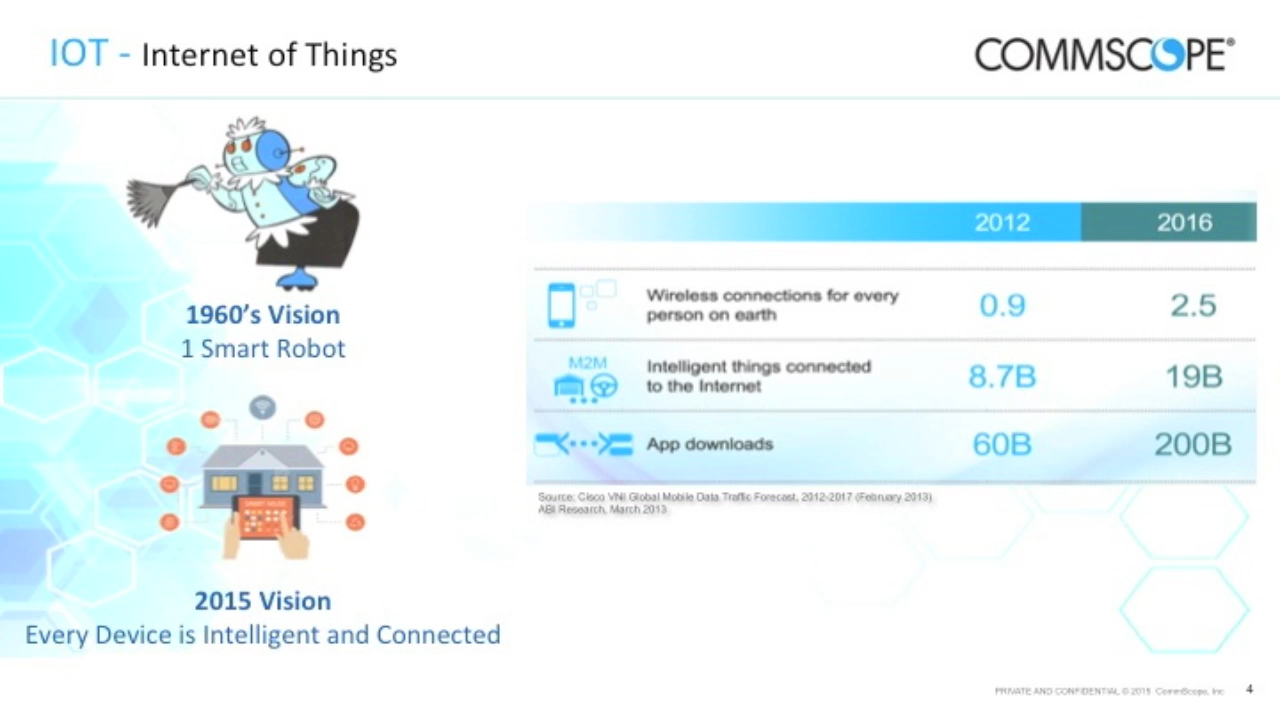 IOT - Internet of Things
COMMSCOPE®
1960's Vision
1 Smart Robot
SMART HOUSE
2015 Vision
Every Device is Intelligent and Connected
2012 2016
Wireless connections for every
person on earth
0.9 2.5
M2M
Intelligent things connected
to the Internet
8.7B 19B
App downloads
60B 200B
Source: Cisco VNI Global Mobile Data Traffic Forecast, 2012-2017 (February 2013)
ABI Research, March 2013
PRIVATE AND CONFIDENTIAL © 2015 CommScope, Inc
4